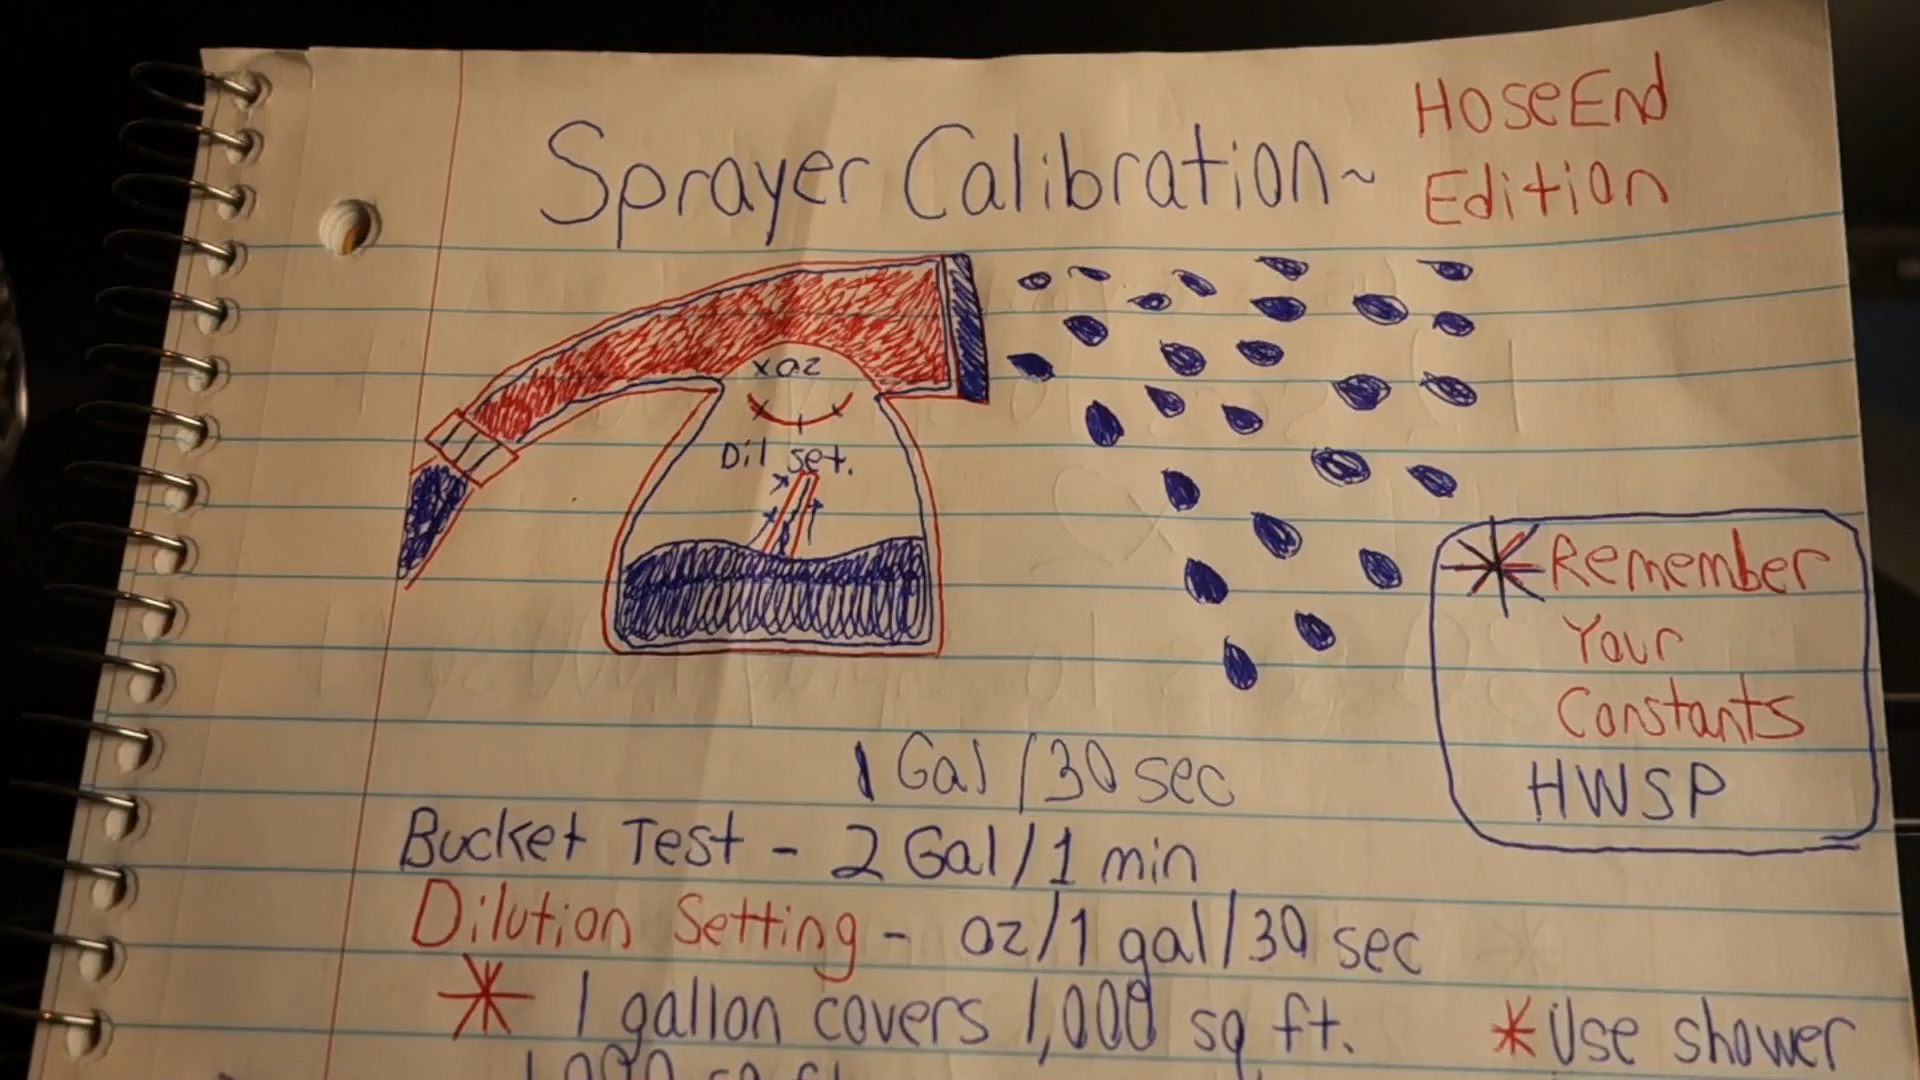 Sprayer Calibration ~
HoseEnd
Edition
x oz
Dil set.
* Remember
Your
Constants
HWSP
1 Gal / 30 sec
Bucket Test - 2 Gal / 1 min
Dilution Setting - oz/1 gal/30 sec
* 1 gallon covers 1,000 sq ft.
* Use shower